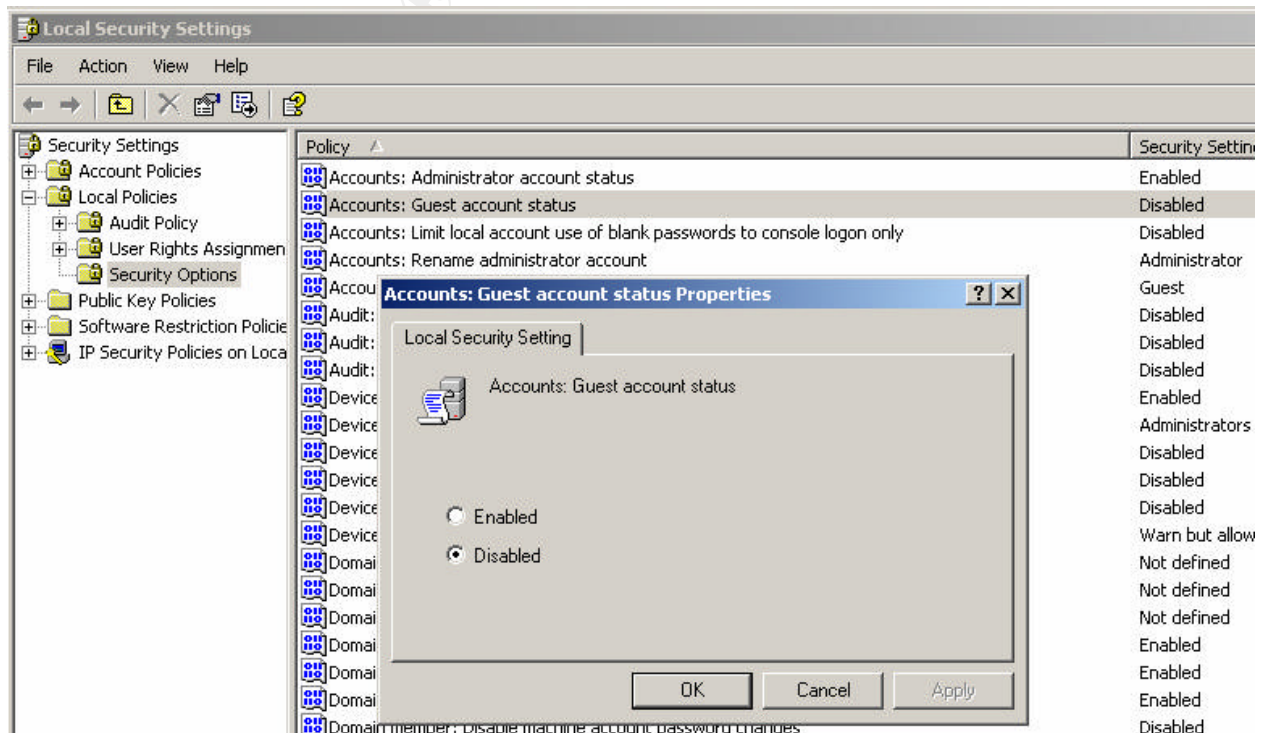 Local Security Settings
File Action View Help
Security Settings
Account Policies
Local Policies
Audit Policy
User Rights Assignmen
Security Options
Public Key Policies
Software Restriction Policie
IP Security Policies on Loca
Policy Security Settin
Accounts: Administrator account status Enabled
Accounts: Guest account status Disabled
Accounts: Limit local account use of blank passwords to console logon only Disabled
Accounts: Rename administrator account Administrator
Accou Guest
Audit: Disabled
Audit: Disabled
Audit: Disabled
Device Enabled
Device Administrators
Device Disabled
Device Disabled
Device Disabled
Device Warn but allow
Domai Not defined
Domai Not defined
Domai Not defined
Domai Enabled
Domai Enabled
Domai Enabled
Domain member: Disable machine account password changes Disabled
Accounts: Guest account status Properties
Local Security Setting
Accounts: Guest account status
Enabled
Disabled
OK Cancel Apply